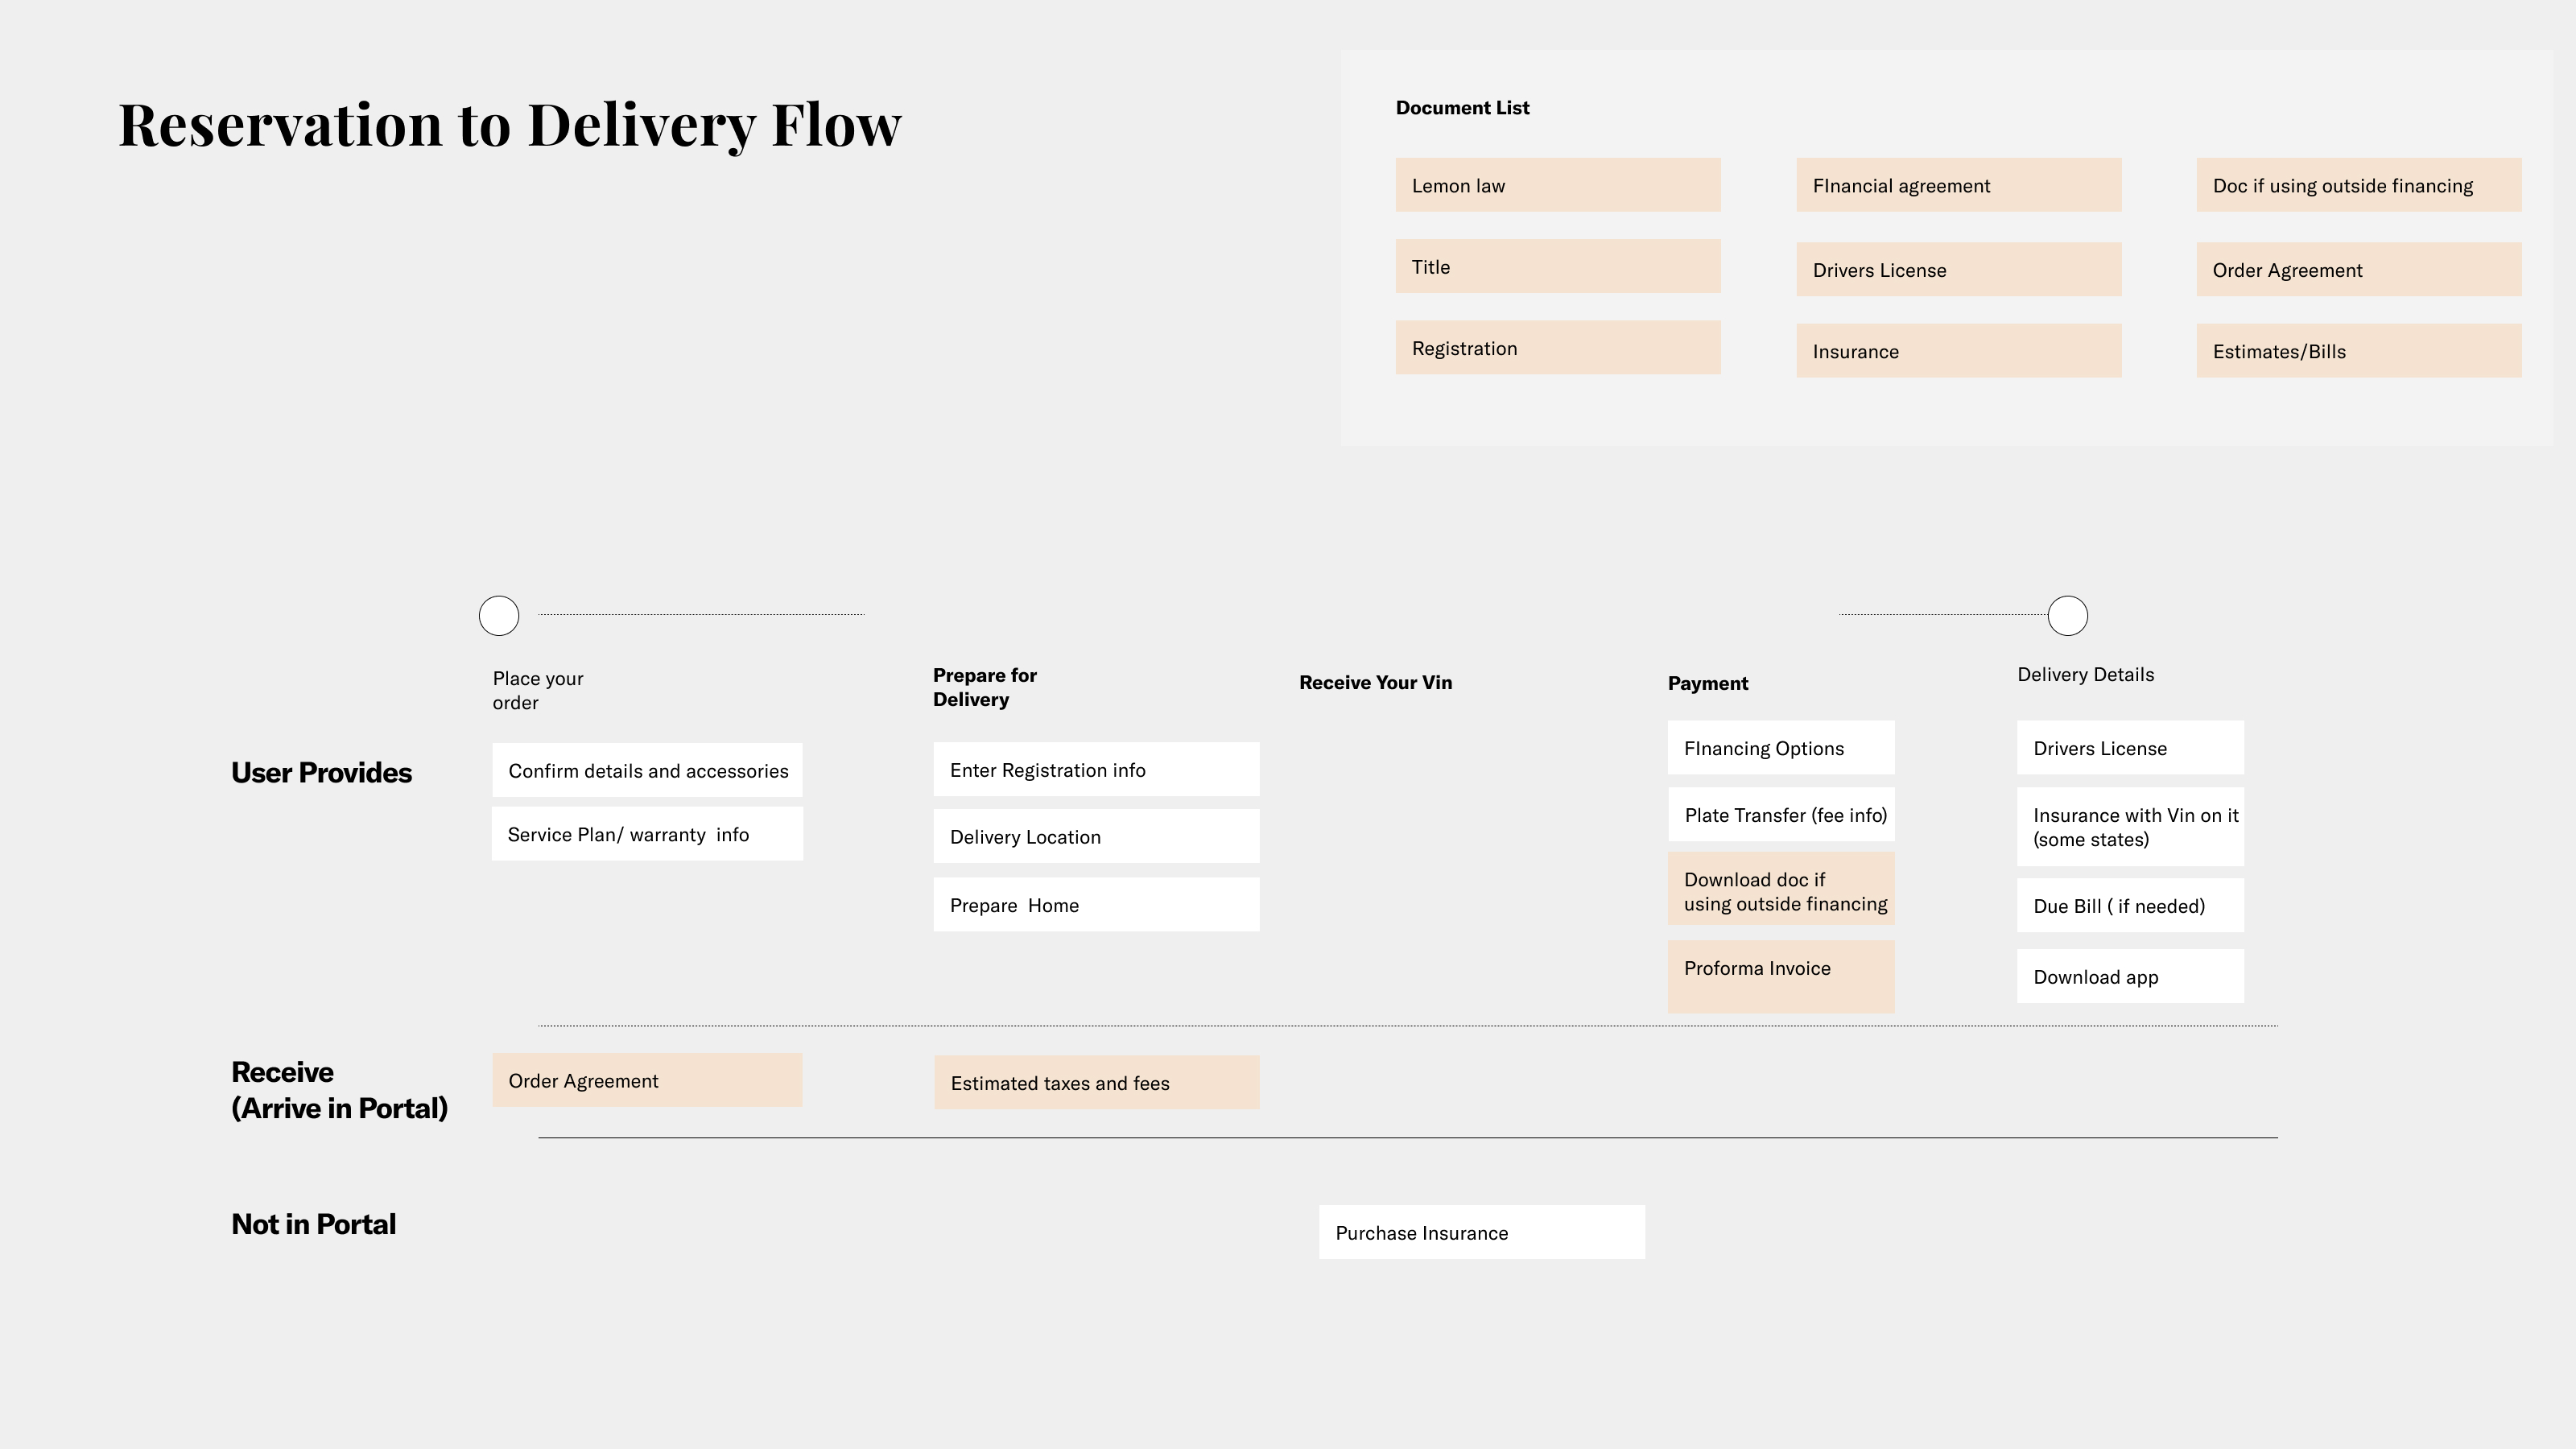 Reservation to Delivery Flow
Document List
Lemon law
FInancial agreement
Doc if using outside financing
Title
Drivers License
Order Agreement
Registration
Insurance
Estimates/Bills
Place your
order
Prepare for
Delivery
Receive Your Vin
Payment
Delivery Details
User Provides
Confirm details and accessories
Service Plan/ warranty  info
Enter Registration info
Delivery Location
Prepare  Home
FInancing Options
Plate Transfer (fee info)
Download doc if
using outside financing
Proforma Invoice
Drivers License
Insurance with Vin on it
(some states)
Due Bill ( if needed)
Download app
Receive
(Arrive in Portal)
Order Agreement
Estimated taxes and fees
Not in Portal
Purchase Insurance